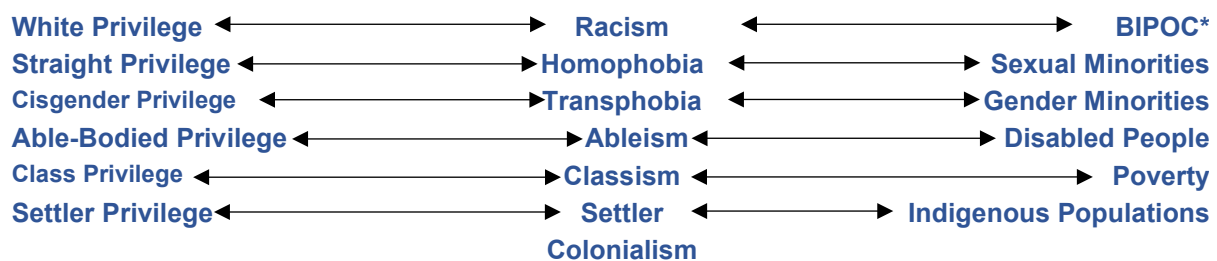 White Privilege Racism BIPOC*
Straight Privilege Homophobia Sexual Minorities
Cisgender Privilege Transphobia Gender Minorities
Able-Bodied Privilege Ableism Disabled People
Class Privilege Classism Poverty
Settler Privilege Settler Indigenous Populations
Colonialism